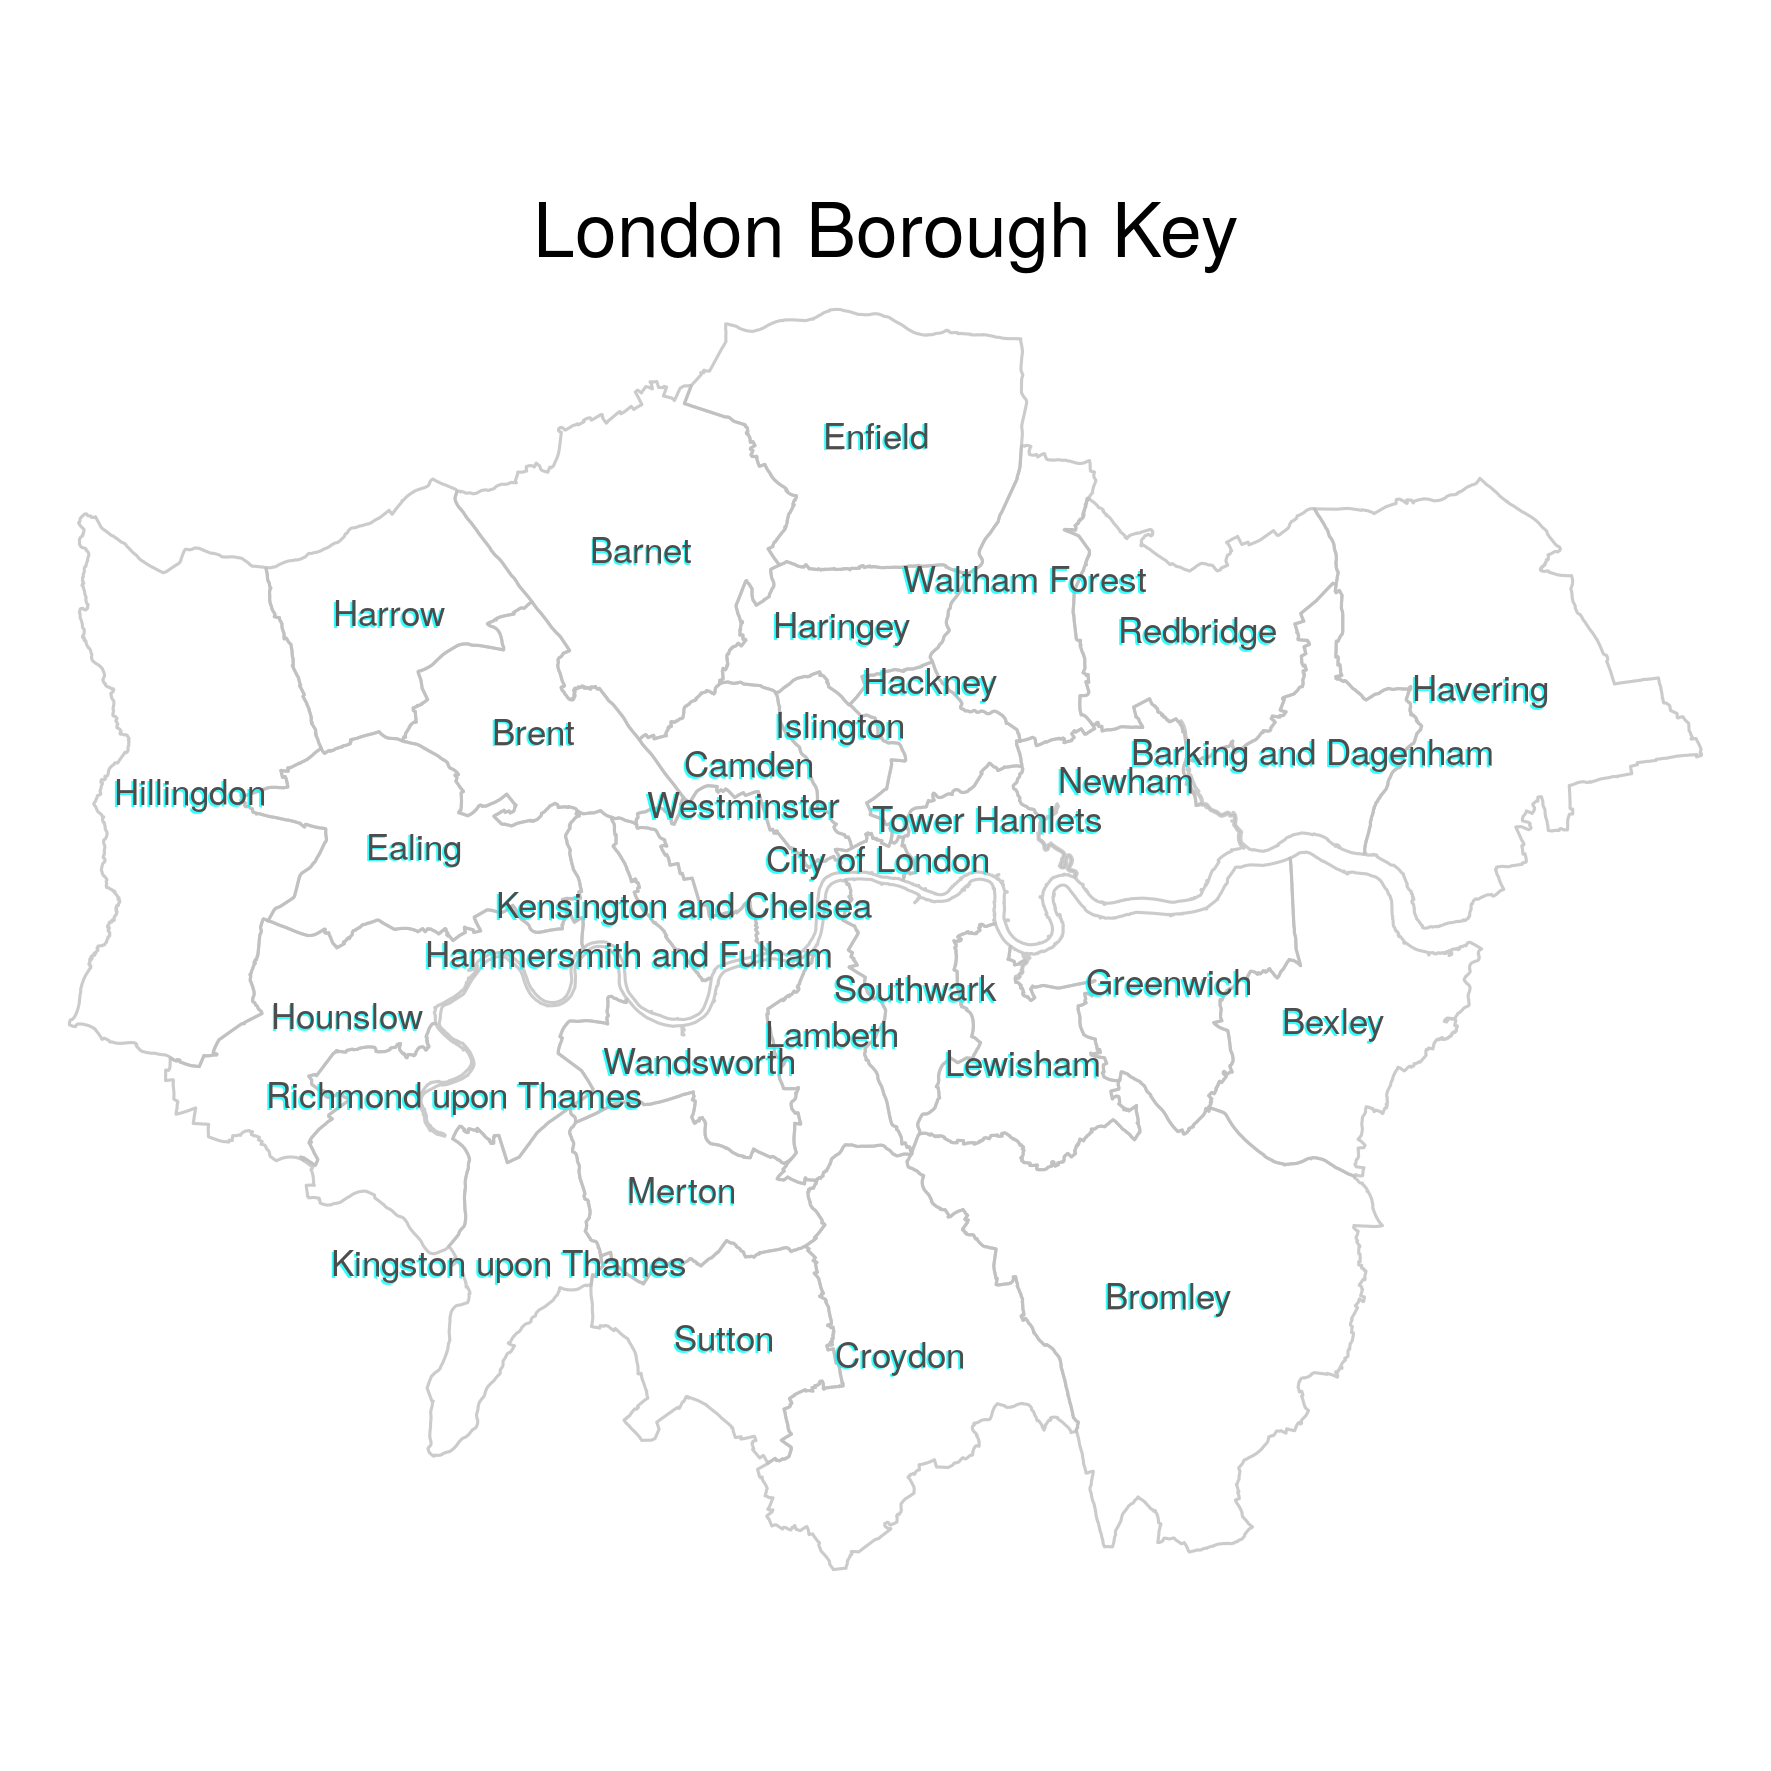 London Borough Key
Enfield
Barnet
Waltham Forest
Harrow
Haringey
Redbridge
Hackney
Havering
Islington
Brent
Barking and Dagenham
Camden
Newham
Hillingdon
Westminster
Tower Hamlets
Ealing
City of London
Kensington and Chelsea
Hammersmith and Fulham
Greenwich
Southwark
Hounslow
Bexley
Lambeth
Wandsworth
Lewisham
Richmond upon Thames
Merton
Kingston upon Thames
Bromley
Sutton
Croydon